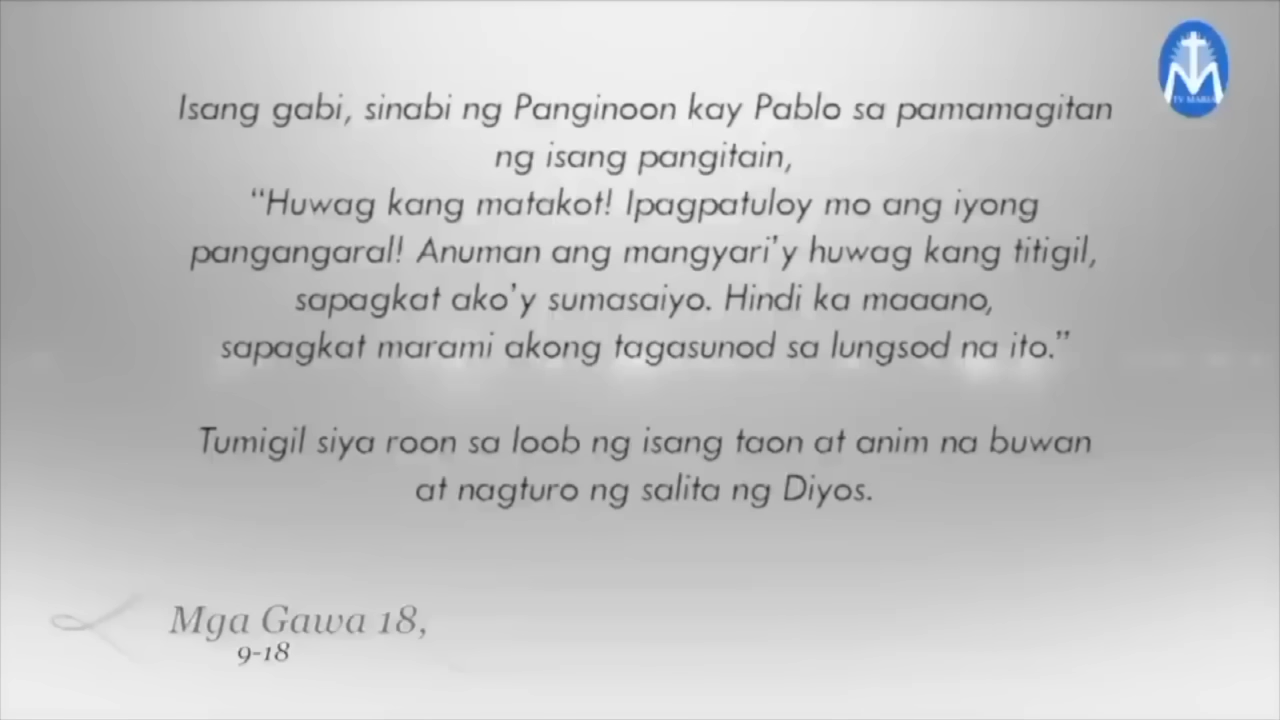 TV MARIA
Isang gabi, sinabi ng Panginoon kay Pablo sa pamamagitan
ng isang pangitain,
“Huwag kang matakot! Ipagpatuloy mo ang iyong
pangangaral! Anuman ang mangyari’y huwag kang titigil,
sapagkat ako’y sumasaiyo. Hindi ka maaano,
sapagkat marami akong tagasunod sa lungsod na ito.”
Tumigil siya roon sa loob ng isang taon at anim na buwan
at nagturo ng salita ng Diyos.
Mga Gawa 18,
9-18